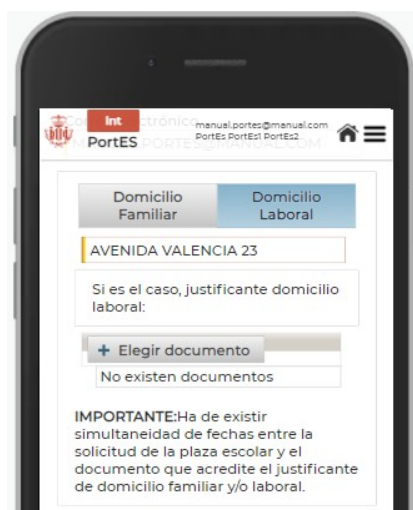 Int
PortES
manual.portes@manual.com
PortEs PortEs1 PortEs2
MANUAL.COM
Domicilio
Familiar
Domicilio
Laboral
AVENIDA VALENCIA 23
Si es el caso, justificante domicilio
laboral:
+ Elegir documento
No existen documentos
IMPORTANTE:Ha de existir
simultaneidad de fechas entre la
solicitud de la plaza escolar y el
documento que acredite el justificante
de domicilio familiar y/o laboral.